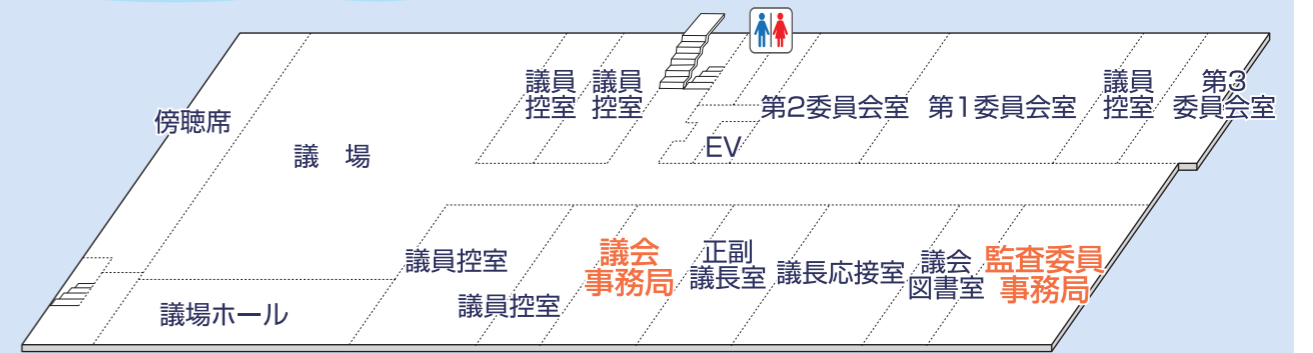 傍聴席
議　場
議員
控室
議員
控室
EV
第2委員会室
第1委員会室
議員
控室
第3
委員会室
議場ホール
議員控室
議員控室
議会
事務局
正副
議長室
議長応接室
議会
図書室
監査委員
事務局